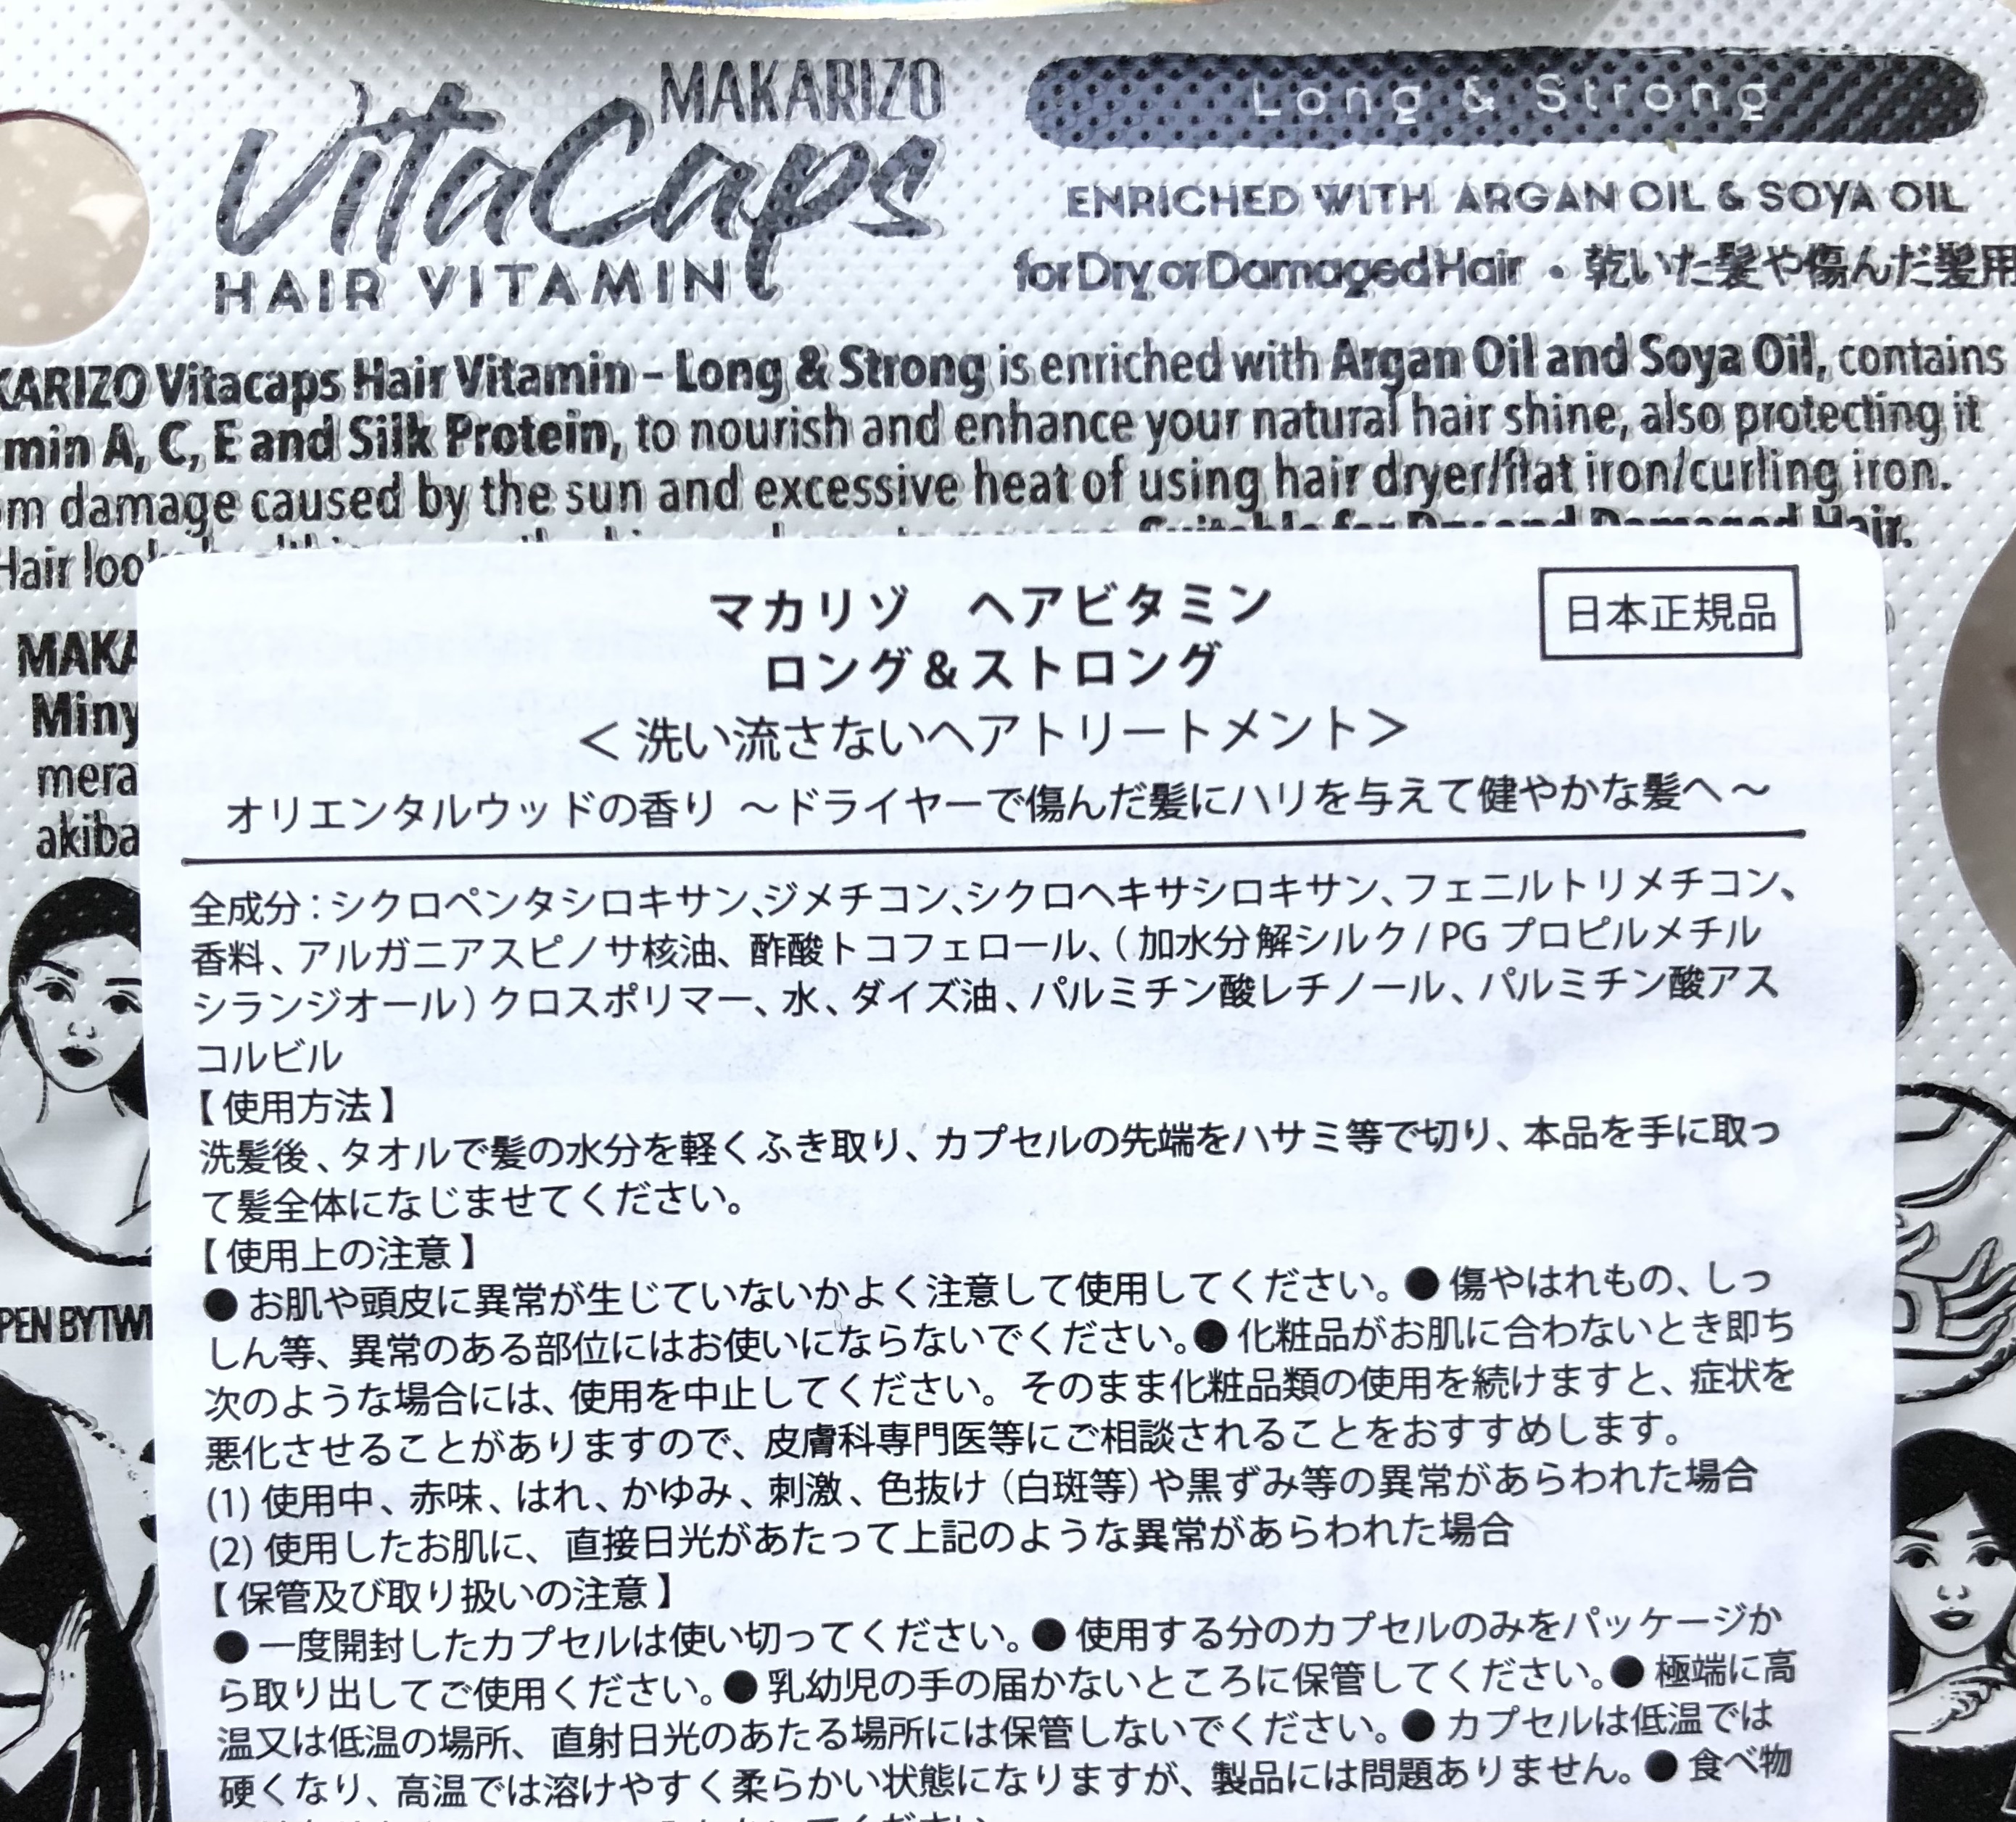 MAKARIZO
VitaCaps
HAIR VITAMIN
Long & Strong
ENRICHED WITH ARGAN OIL & SOYA OIL
for Dry or Damaged Hair • 乾いた髪や傷んだ髪用
KARIZO Vitacaps Hair Vitamin – Long & Strong is enriched with Argan Oil and Soya Oil, contains
min A, C, E and Silk Protein, to nourish and enhance your natural hair shine, also protecting it
om damage caused by the sun and excessive heat of using hair dryer/flat iron/curling iron.
Hair look Suitable for Dry and Damaged Hair.
MAKA
Miny
mera
akiba
PEN BY TWI
マカリゾ ヘアビタミン
ロング&ストロング
日本正規品
<洗い流さないヘアトリートメント>
オリエンタルウッドの香り 〜ドライヤーで傷んだ髪にハリを与えて健やかな髪へ〜
全成分:シクロペンタシロキサン、ジメチコン、シクロヘキサシロキサン、フェニルトリメチコン、
香料、アルガニアスピノサ核油、酢酸トコフェロール、(加水分解シルク/PG プロピルメチル
シランジオール)クロスポリマー、水、ダイズ油、パルミチン酸レチノール、パルミチン酸アス
コルビル
【使用方法】
洗髪後、タオルで髪の水分を軽くふき取り、カプセルの先端をハサミ等で切り、本品を手に取っ
て髪全体になじませてください。
【使用上の注意】
●お肌や頭皮に異常が生じていないかよく注意して使用してください。●傷やはれもの、しっ
しん等、異常のある部位にはお使いにならないでください。●化粧品がお肌に合わないとき即ち
次のような場合には、使用を中止してください。そのまま化粧品類の使用を続けますと、症状を
悪化させることがありますので、皮膚科専門医等にご相談されることをおすすめします。
(1) 使用中、赤味、はれ、かゆみ、刺激、色抜け(白斑等)や黒ずみ等の異常があらわれた場合
(2) 使用したお肌に、直接日光があたって上記のような異常があらわれた場合
【保管及び取り扱いの注意】
●一度開封したカプセルは使い切ってください。●使用する分のカプセルのみをパッケージか
ら取り出してご使用ください。●乳幼児の手の届かないところに保管してください。●極端に高
温又は低温の場所、直射日光のあたる場所には保管しないでください。●カプセルは低温では
硬くなり、高温では溶けやすく柔らかい状態になりますが、製品には問題ありません。●食べ物